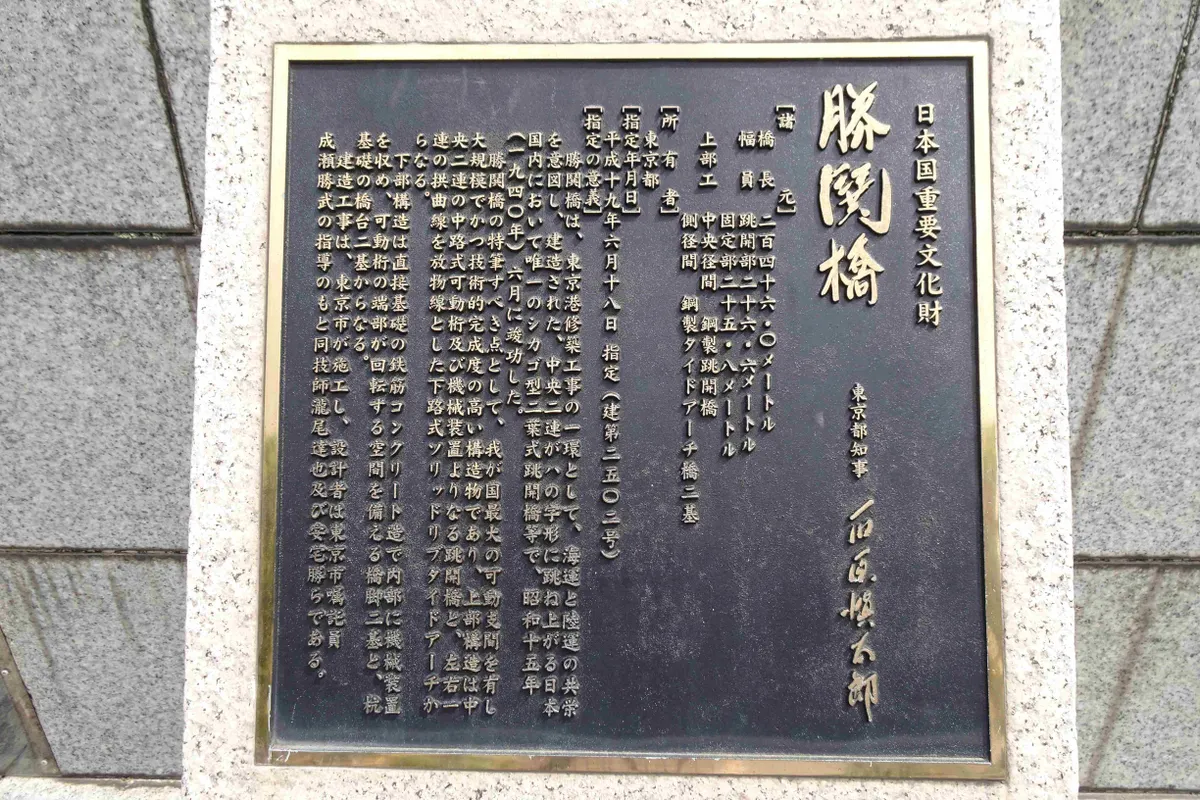 日本国重要文化財
勝鬨橋
東京都知事 石原慎太郎
[諸元]
橋長 二百四十六・〇メートル
幅員 跳開部二十六・六メートル
固定部二十五・八メートル
上部工 中央径間 鋼製跳開橋
側径間 鋼製タイドアーチ橋二基
[所有者]
東京都
[指定年月日]
平成十九年六月十八日 指定(建第二五〇二号)
[指定の意義]
勝鬨橋は、東京港修築工事の一環として、海運と陸運の共栄
を意図し、建造された、中央二連がハの字形に跳ね上がる日本
国内において唯一のシカゴ型二葉式跳開橋等で、昭和十五年
(一九四〇年)六月に竣功した。
勝鬨橋の特筆すべき点として、我が国最大の可動支間を有し
大規模でかつ技術的完成度の高い構造物であり、上部構造は中
央二連の中路式可動桁及び機械装置よりなる跳開橋と、左右一
連の拱曲線を放物線とした下路式ソリッドリブタイドアーチか
らなる。
下部構造は直接基礎の鉄筋コンクリート造で内部に機械装置
を収め、可動桁の端部が回転する空間を備える橋脚二基と、杭
基礎の橋台二基からなる。
建造工事は、東京市が施工し、設計者は東京市嘱託員
成瀬勝武の指導のもと同技師瀧尾達也及び安宅勝らである。